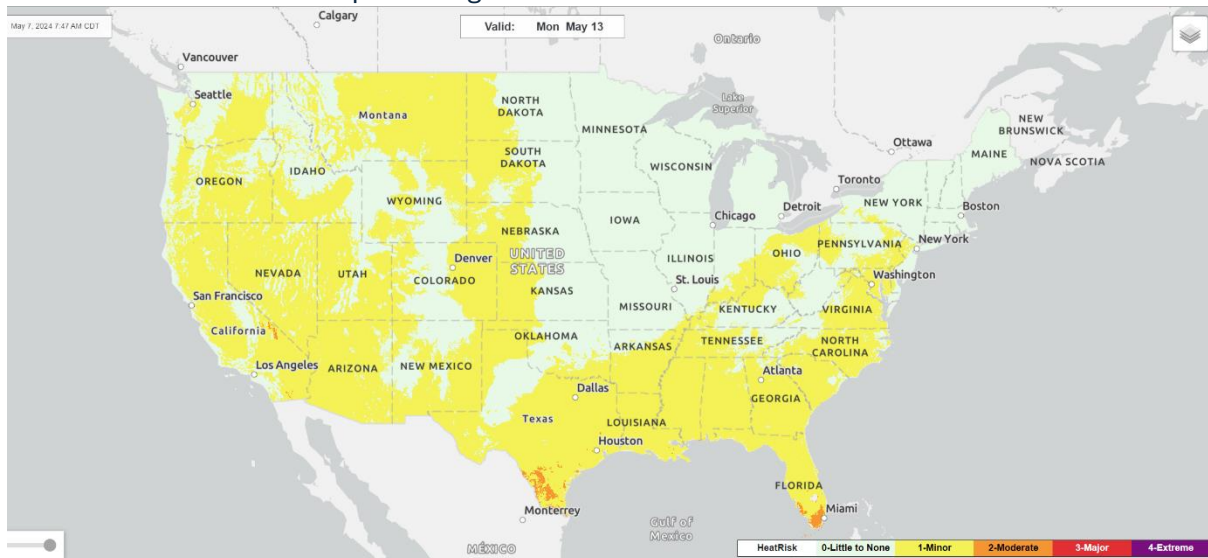 May 7, 2024 7:47 AM CDT
Valid: Mon May 13
Calgary
Ontario
Vancouver
Seattle
Montana
NORTH DAKOTA
Lake Superior
MINNESOTA
NEW BRUNSWICK
Ottawa
MAINE
NOVA SCOTIA
SOUTH DAKOTA
WISCONSIN
Toronto
OREGON
IDAHO
WYOMING
NEW YORK
Boston
Chicago
Detroit
IOWA
NEBRASKA
PENNSYLVANIA
New York
UNITED STATES
ILLINOIS
OHIO
Denver
NEVADA
UTAH
COLORADO
KANSAS
St. Louis
Washington
San Francisco
MISSOURI
KENTUCKY
VIRGINIA
California
OKLAHOMA
ARKANSAS
TENNESSEE
NORTH CAROLINA
Los Angeles
ARIZONA
NEW MEXICO
Atlanta
Dallas
GEORGIA
Texas
LOUISIANA
Houston
FLORIDA
Miami
Monterrey
Gulf of Mexico
MÉXICO
HeatRisk 0-Little to None 1-Minor 2-Moderate 3-Major 4-Extreme